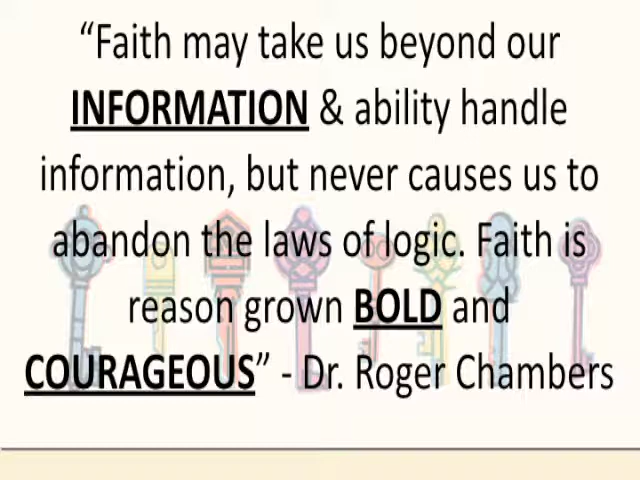 “Faith may take us beyond our
INFORMATION & ability handle
information, but never causes us to
abandon the laws of logic. Faith is
reason grown BOLD and
COURAGEOUS” - Dr. Roger Chambers